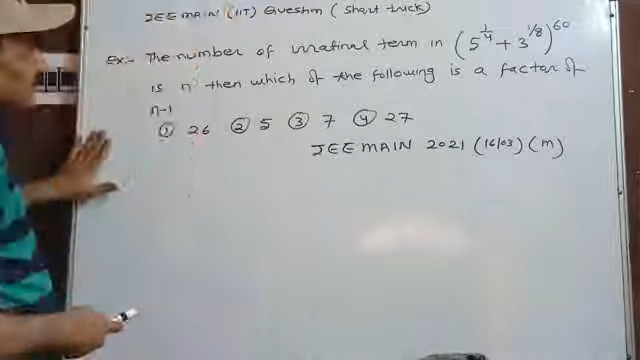 JEE MAIN (IIT) Question (Short trick)
Ex:- The number of irrational term in (5^{1/4} + 3^{1/8})^{60}
is n then which of the following is a factor of
n-1
① 26 ② 5 ③ 7 ④ 27
JEE MAIN 2021 (16/03) (M)